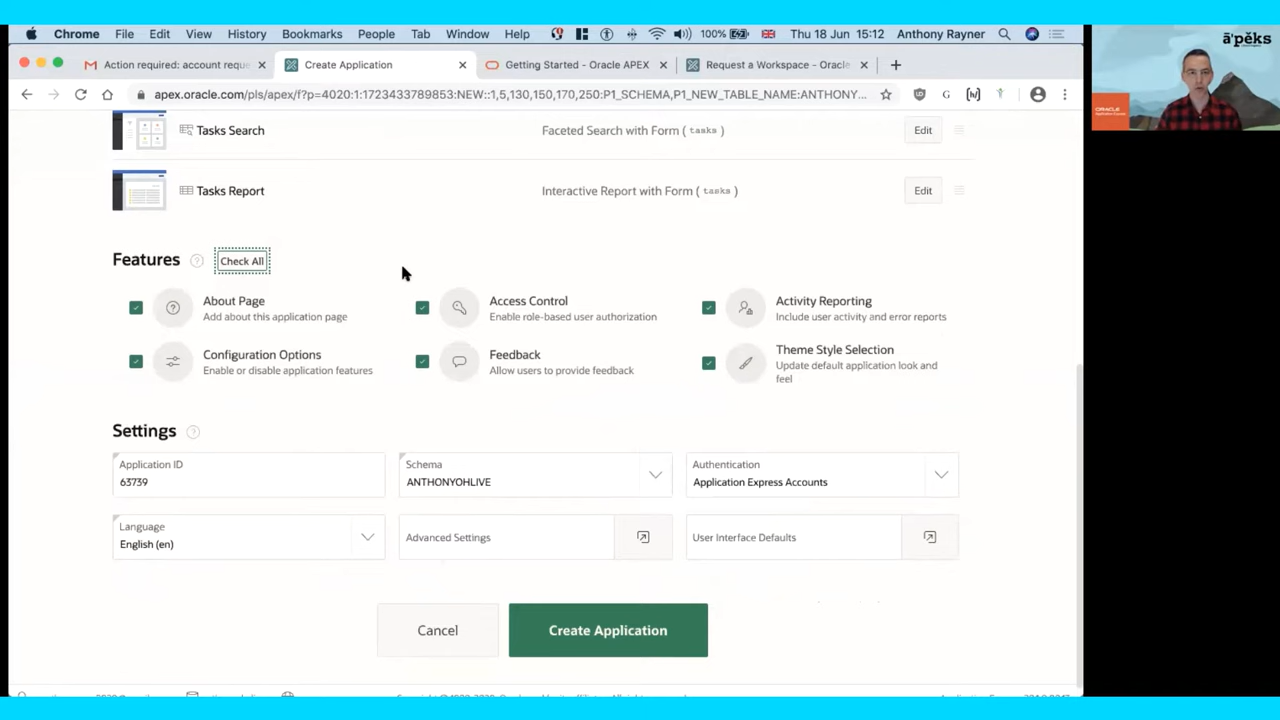 Chrome File Edit View History Bookmarks People Tab Window Help 100% Thu 18 Jun 15:12 Anthony Rayner
āpěks
Action required: account reque
Create Application
Getting Started - Oracle APEX
Request a Workspace - Oracle
apex.oracle.com/pls/apex/f?p=4020:1:1723433789853:NEW::1,5,130,150,170,250:P1_SCHEMA,P1_NEW_TABLE_NAME:ANTHONY...
ORACLE
Tasks Search Faceted Search with Form ( tasks ) Edit
Tasks Report Interactive Report with Form ( tasks ) Edit
Features ? Check All
About Page
Add about this application page
Access Control
Enable role-based user authorization
Activity Reporting
Include user activity and error reports
Configuration Options
Enable or disable application features
Feedback
Allow users to provide feedback
Theme Style Selection
Update default application look and
feel
Settings ?
Application ID
63739
Schema
ANTHONYOHLIVE
Authentication
Application Express Accounts
Language
English (en)
Advanced Settings
User Interface Defaults
Cancel
Create Application